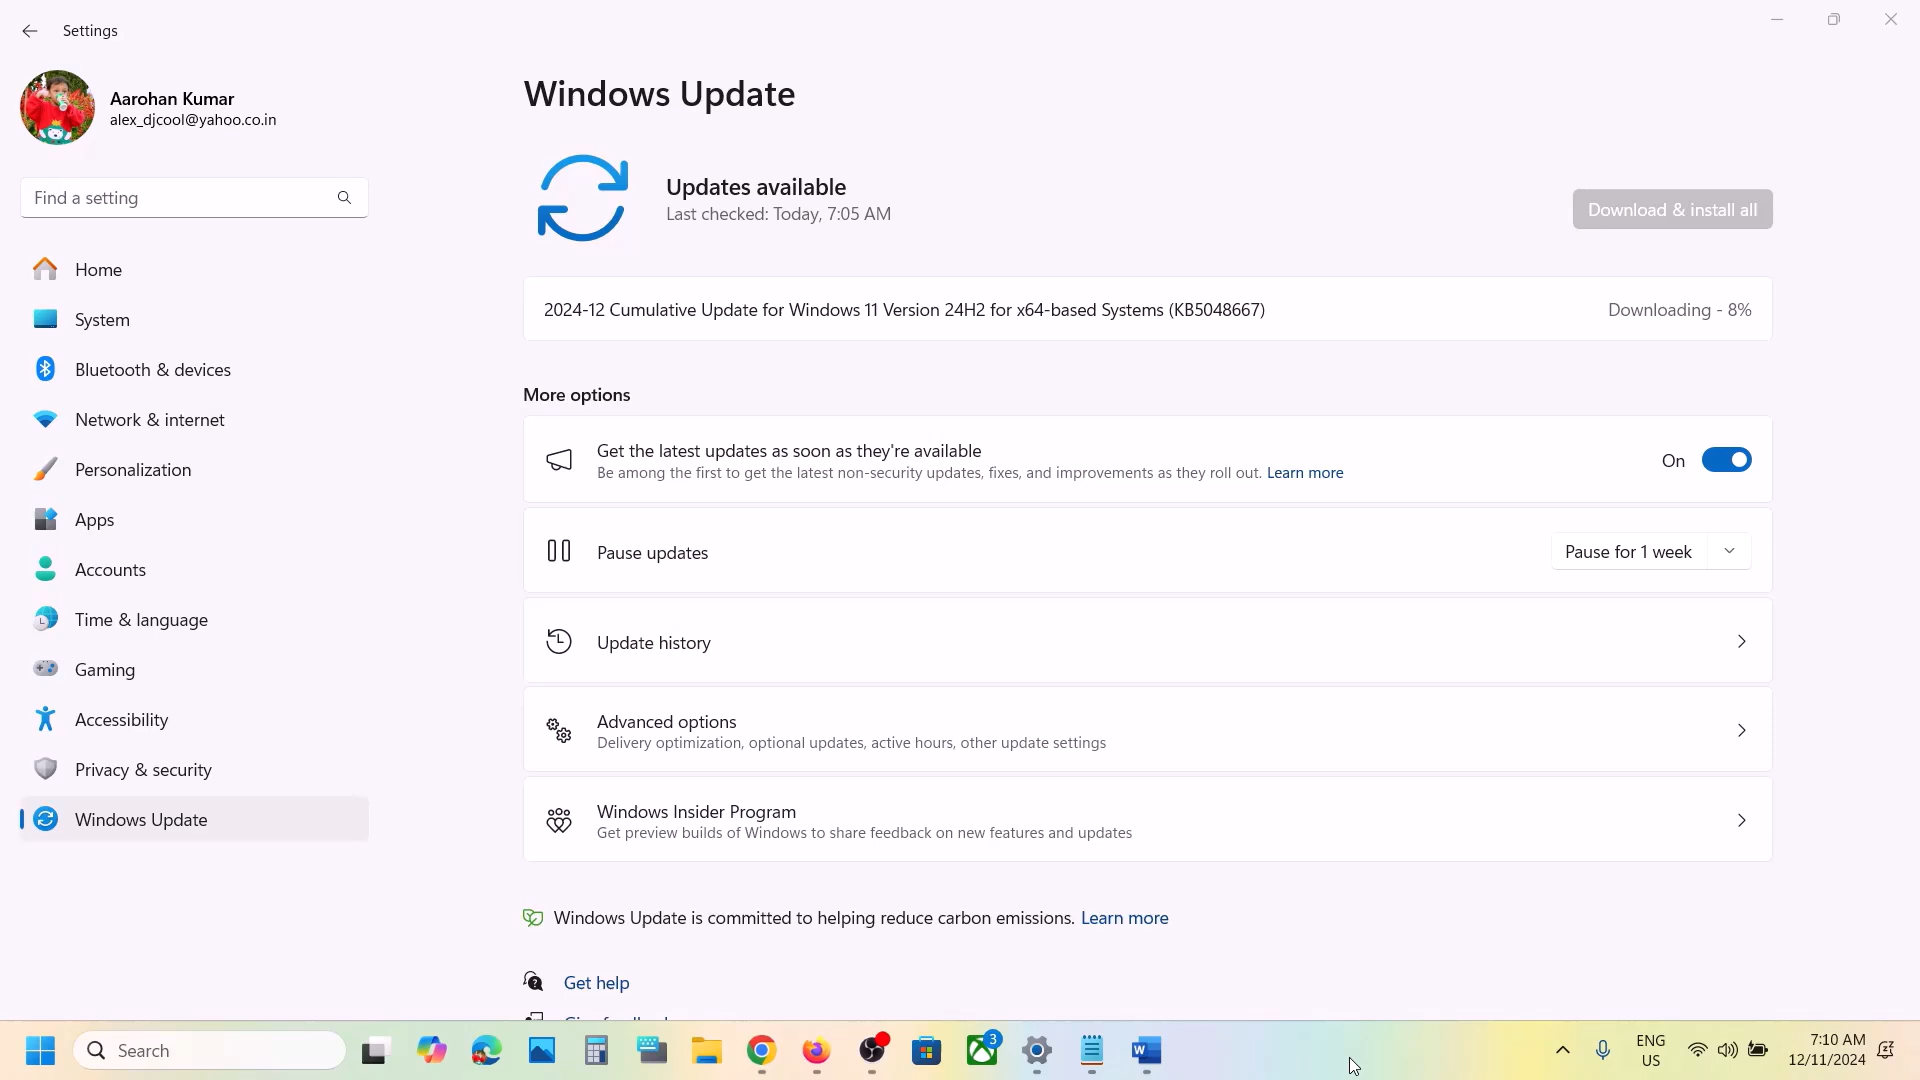 Settings
Aarohan Kumar
alex_djcool@yahoo.co.in
Find a setting
Home
System
Bluetooth & devices
Network & internet
Personalization
Apps
Accounts
Time & language
Gaming
Accessibility
Privacy & security
Windows Update
Windows Update
Updates available
Last checked: Today, 7:05 AM
Download & install all
2024-12 Cumulative Update for Windows 11 Version 24H2 for x64-based Systems (KB5048667)
Downloading - 8%
More options
Get the latest updates as soon as they're available
Be among the first to get the latest non-security updates, fixes, and improvements as they roll out. Learn more
On
Pause updates
Pause for 1 week
Update history
Advanced options
Delivery optimization, optional updates, active hours, other update settings
Windows Insider Program
Get preview builds of Windows to share feedback on new features and updates
Windows Update is committed to helping reduce carbon emissions. Learn more
Get help
Search
3
ENG
US
7:10 AM
12/11/2024